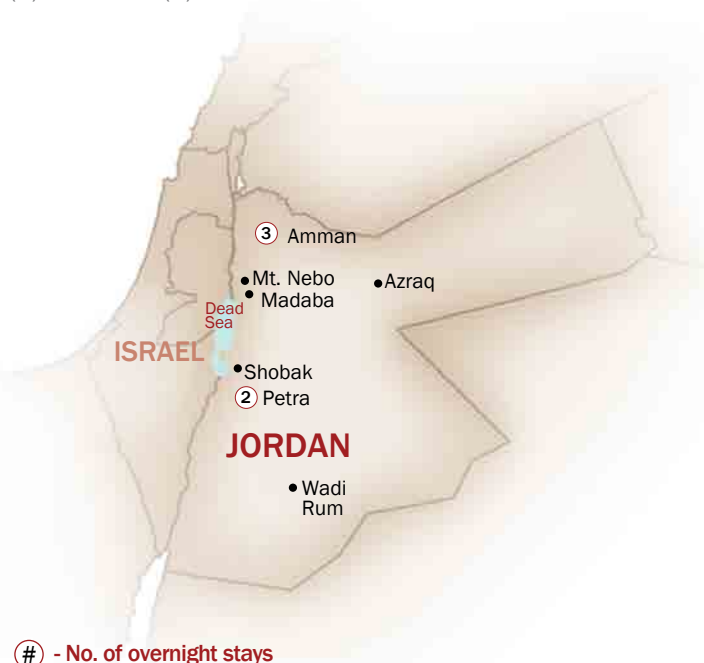 3 Amman
Mt. Nebo
Madaba
Azraq
Dead
Sea
ISRAEL
Shobak
2 Petra
JORDAN
Wadi
Rum
# - No. of overnight stays